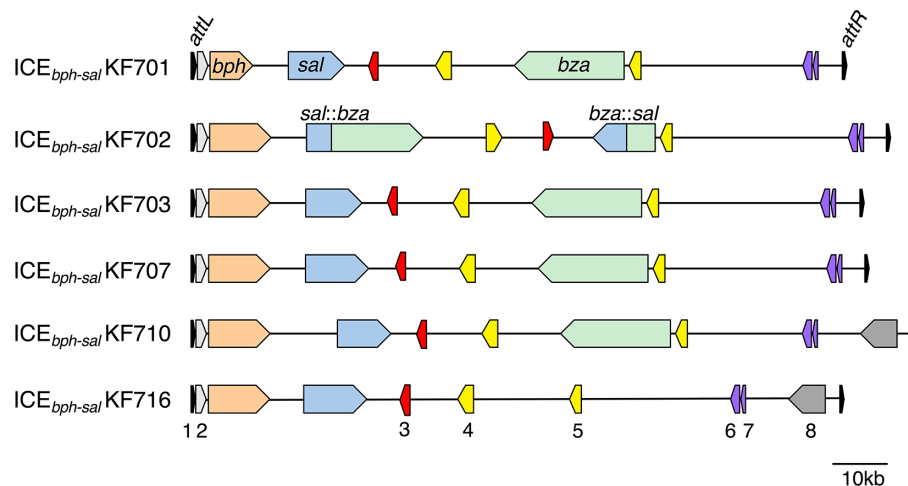 attL
attR
ICEbph-sal KF701
bph
sal
bza
sal::bza
bza::sal
ICEbph-sal KF702
ICEbph-sal KF703
ICEbph-sal KF707
ICEbph-sal KF710
ICEbph-sal KF716
1 2 3 4 5 6 7 8
10kb